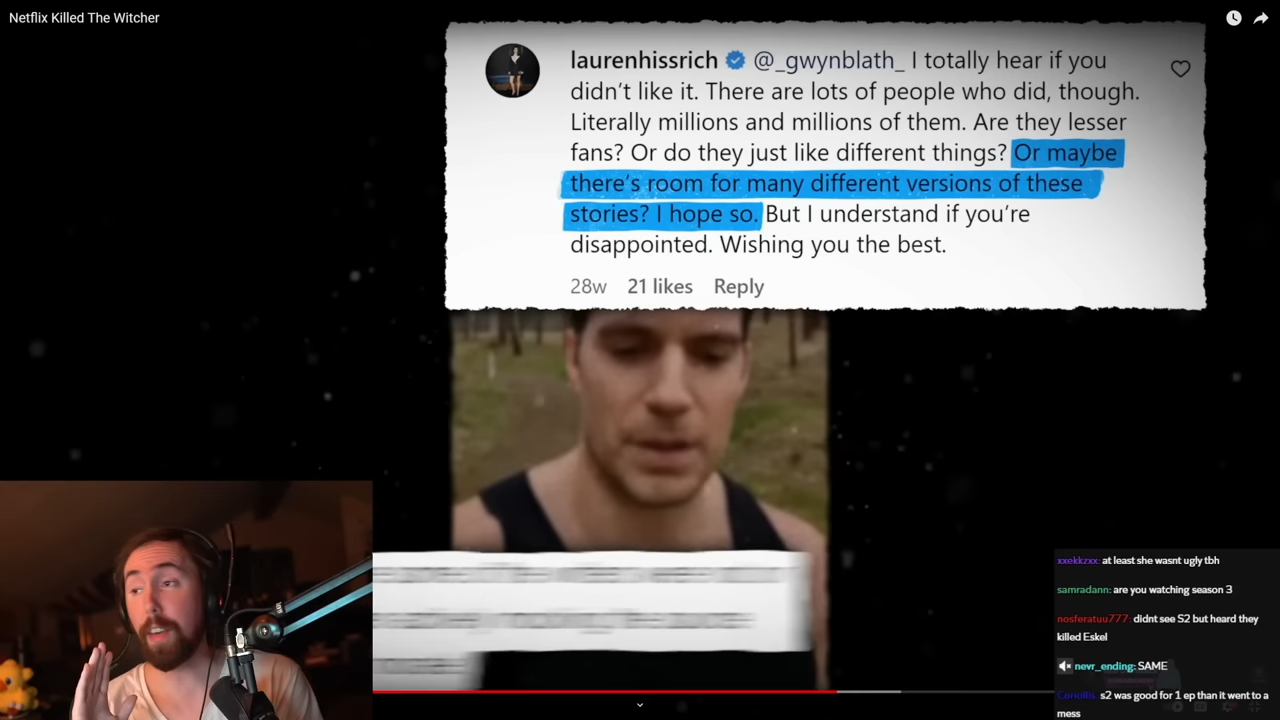 Netflix Killed The Witcher
laurenhissrich @_gwynblath_ I totally hear if you
didn't like it. There are lots of people who did, though.
Literally millions and millions of them. Are they lesser
fans? Or do they just like different things? Or maybe
there's room for many different versions of these
stories? I hope so. But I understand if you're
disappointed. Wishing you the best.
28w 21 likes Reply
xxekkzxx: at least she wasnt ugly tbh
samradann: are you watching season 3
nosferatuu777: didnt see S2 but heard they
killed Eskel
nevr_ending: SAME
s2 was good for 1 ep than it went to a
mess